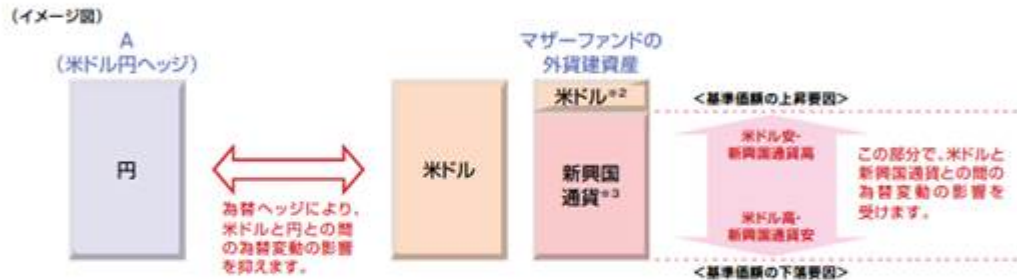 (イメージ図)
A
(米ドル円ヘッジ)
円
為替ヘッジにより、
米ドルと円との間
の為替変動の影響
を抑えます。
米ドル
マザーファンドの
外貨建資産
米ドル※2
新興国
通貨※3
<基準価額の上昇要因>
米ドル安・
新興国通貨高
米ドル高・
新興国通貨安
<基準価額の下落要因>
この部分で、米ドルと
新興国通貨との間の
為替変動の影響を
受けます。